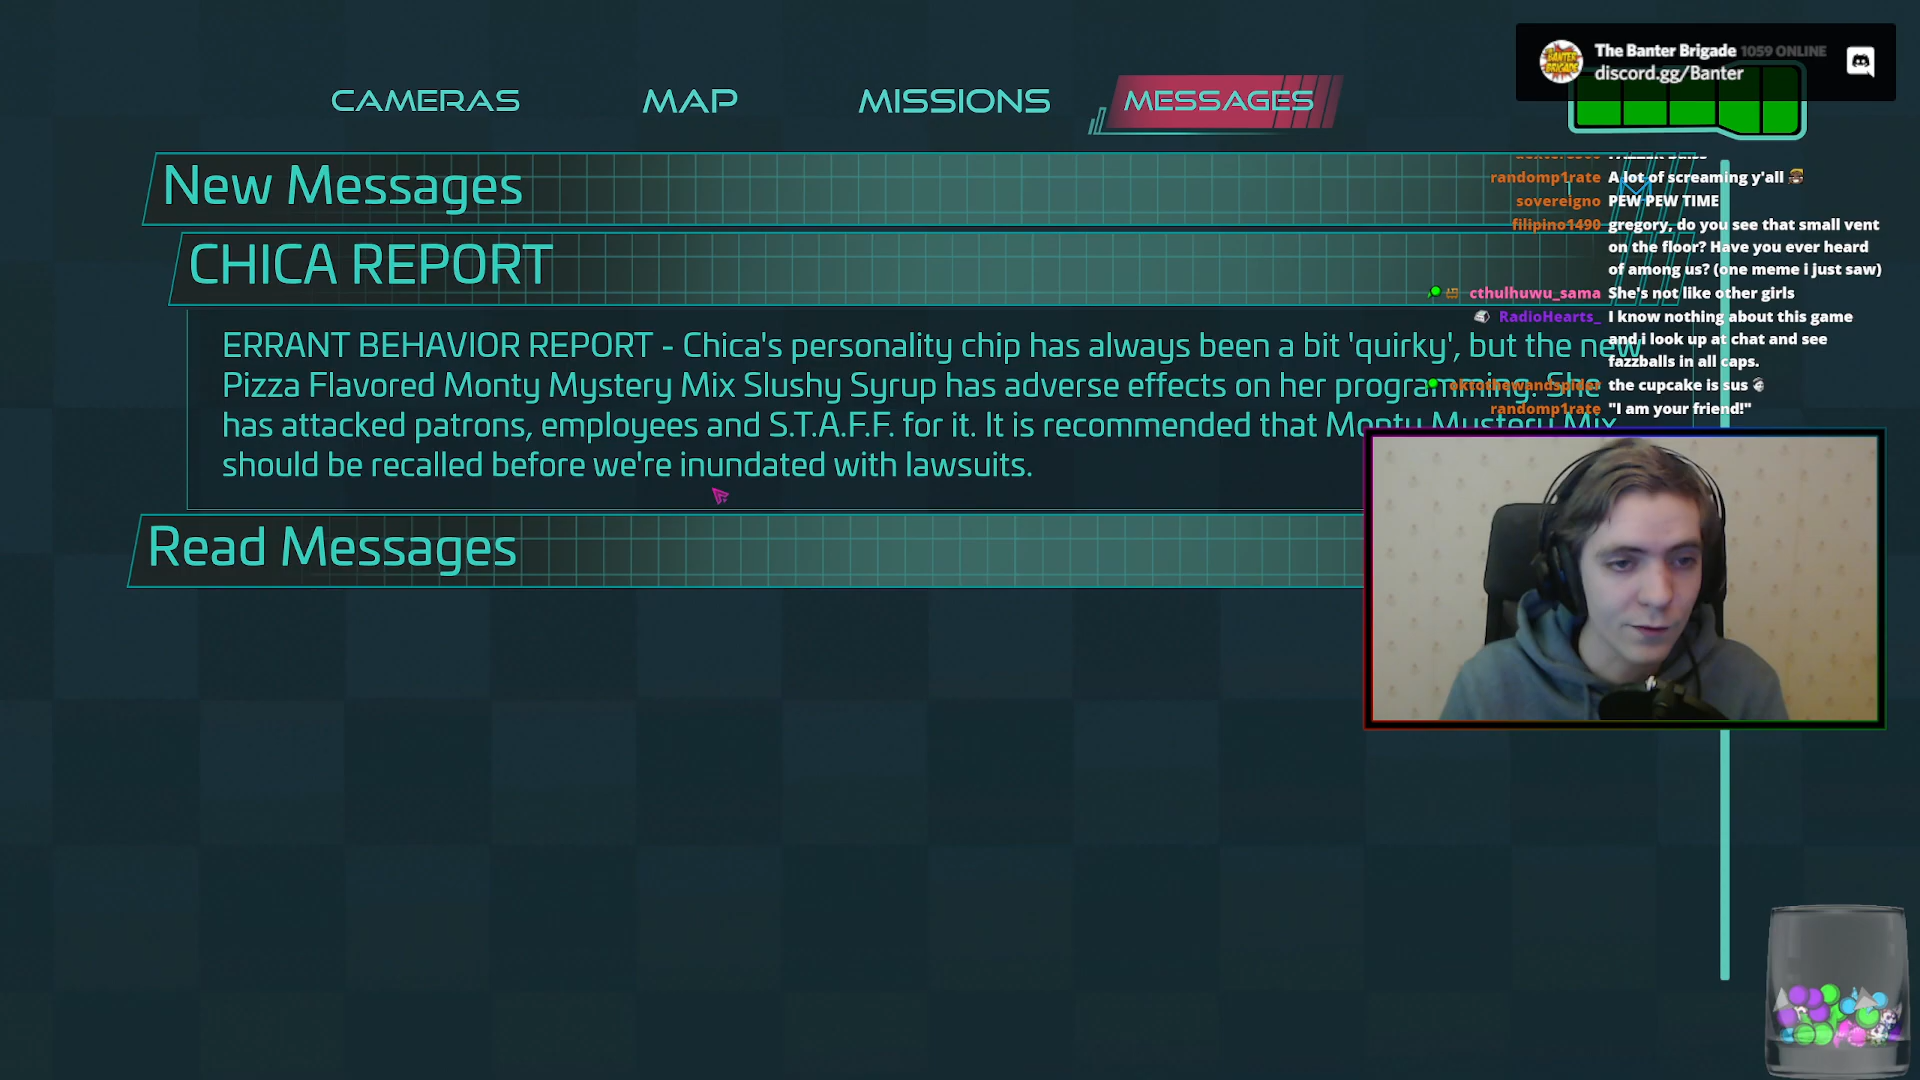 The Banter Brigade 1059 ONLINE
discord.gg/Banter
CAMERAS
MAP
MISSIONS
MESSAGES
New Messages
CHICA REPORT
ERRANT BEHAVIOR REPORT - Chica's personality chip has always been a bit 'quirky', but the new
Pizza Flavored Monty Mystery Mix Slushy Syrup has adverse effects on her programming. She
has attacked patrons, employees and S.T.A.F.F. for it. It is recommended that Monty Mystery Mix
should be recalled before we're inundated with lawsuits.
Read Messages
randomp1rate A lot of screaming y'all
sovereigno PEW PEW TIME
filipino1490 gregory, do you see that small vent
on the floor? Have you ever heard
of among us? (one meme i just saw)
cthulhuwu_sama She's not like other girls
RadioHearts_ I know nothing about this game
and i look up at chat and see
fazzballs in all caps.
oktothewandspider the cupcake is sus
randomp1rate "I am your friend!"